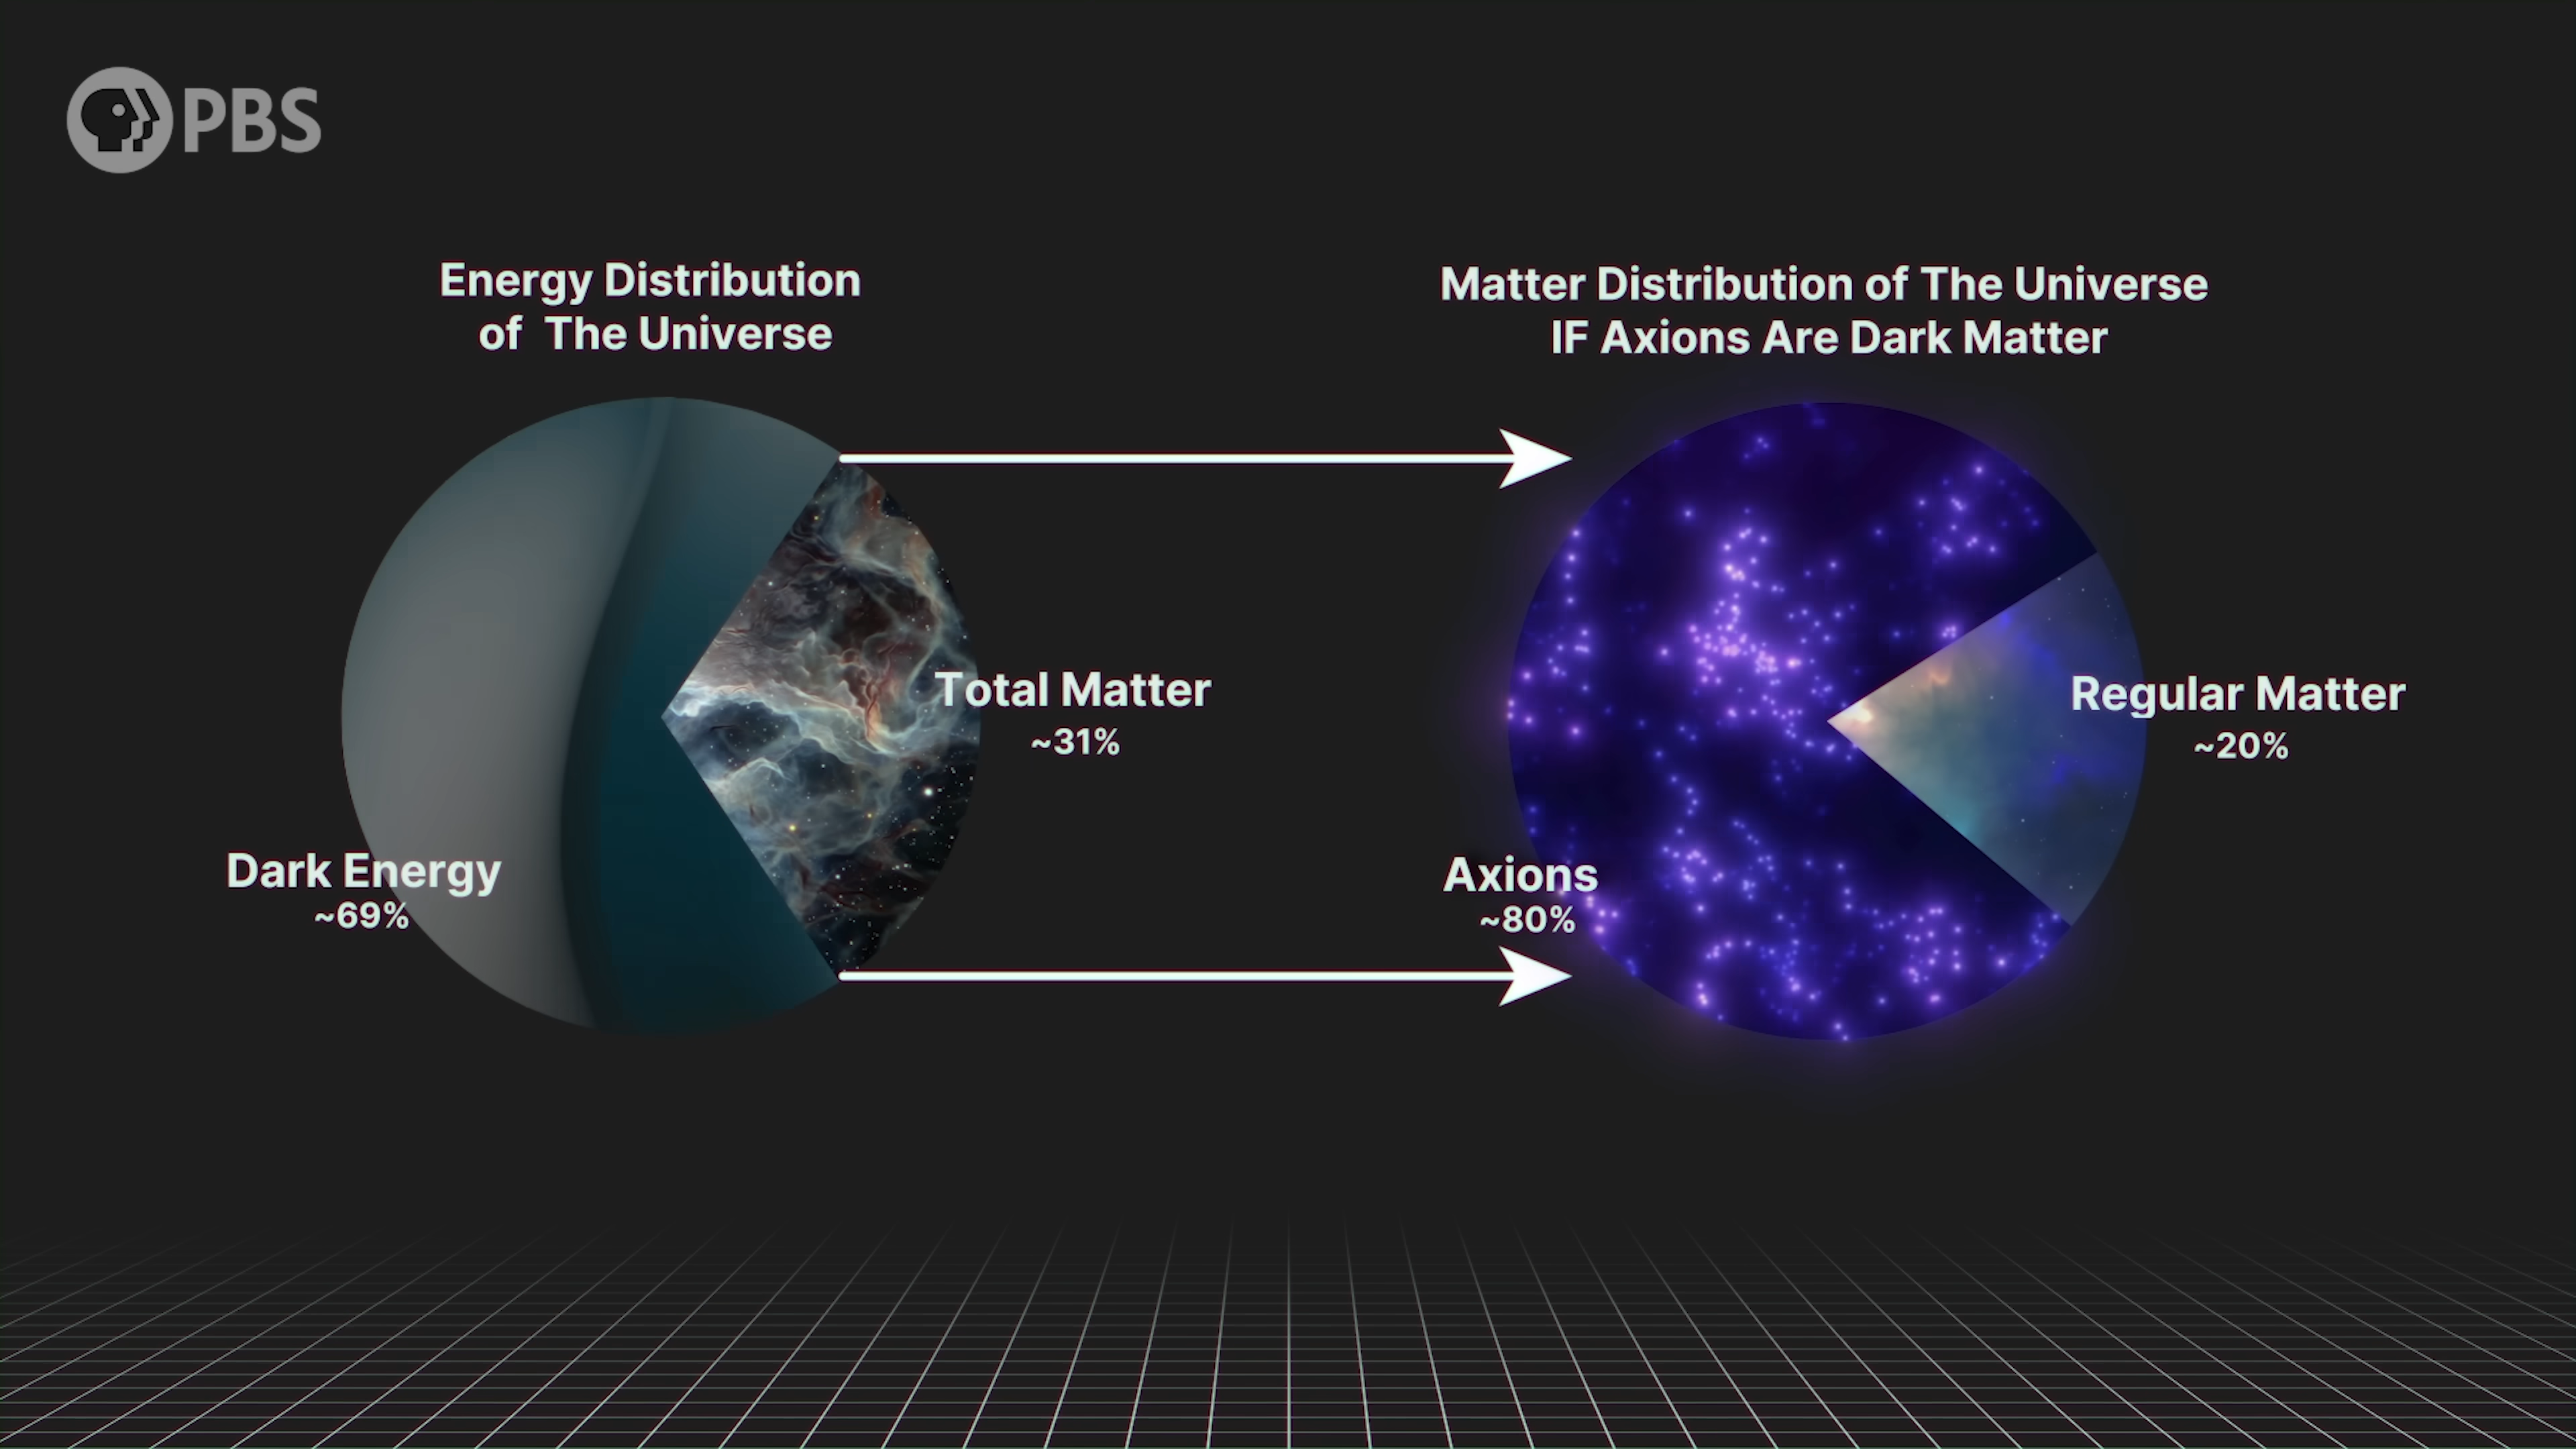 PBS
Energy Distribution
of The Universe
Total Matter
~31%
Dark Energy
~69%
Matter Distribution of The Universe
IF Axions Are Dark Matter
Regular Matter
~20%
Axions
~80%